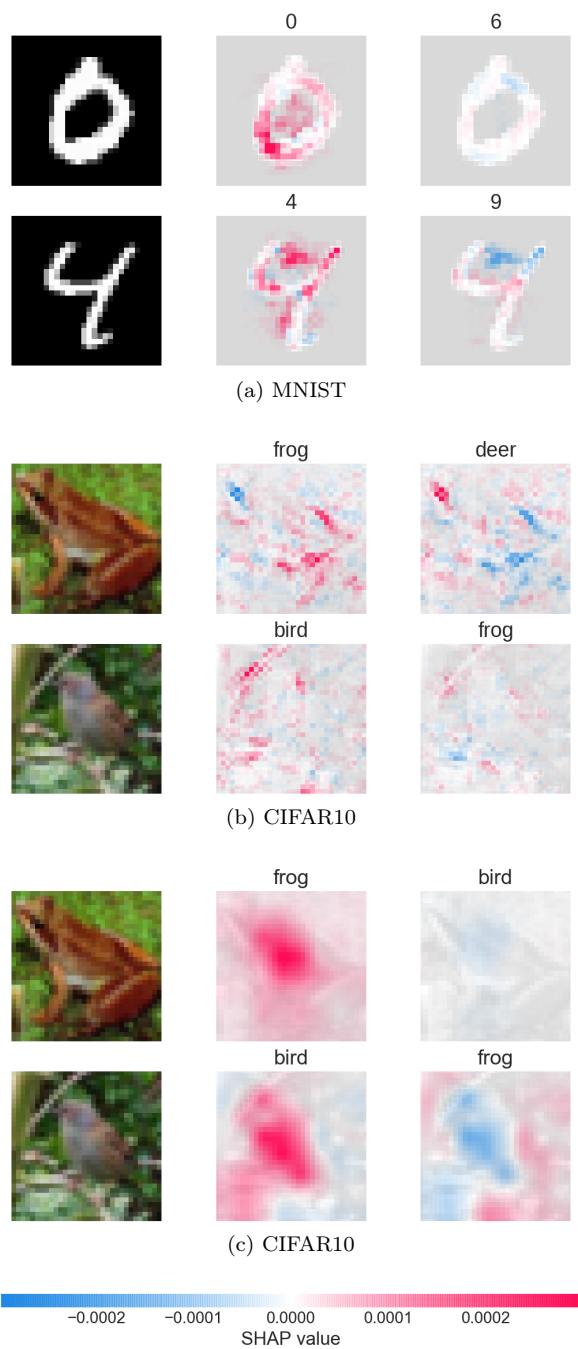 0 6
4 9
(a) MNIST
frog deer
bird frog
(b) CIFAR10
frog bird
bird frog
(c) CIFAR10
−0.0002 −0.0001 0.0000 0.0001 0.0002
SHAP value